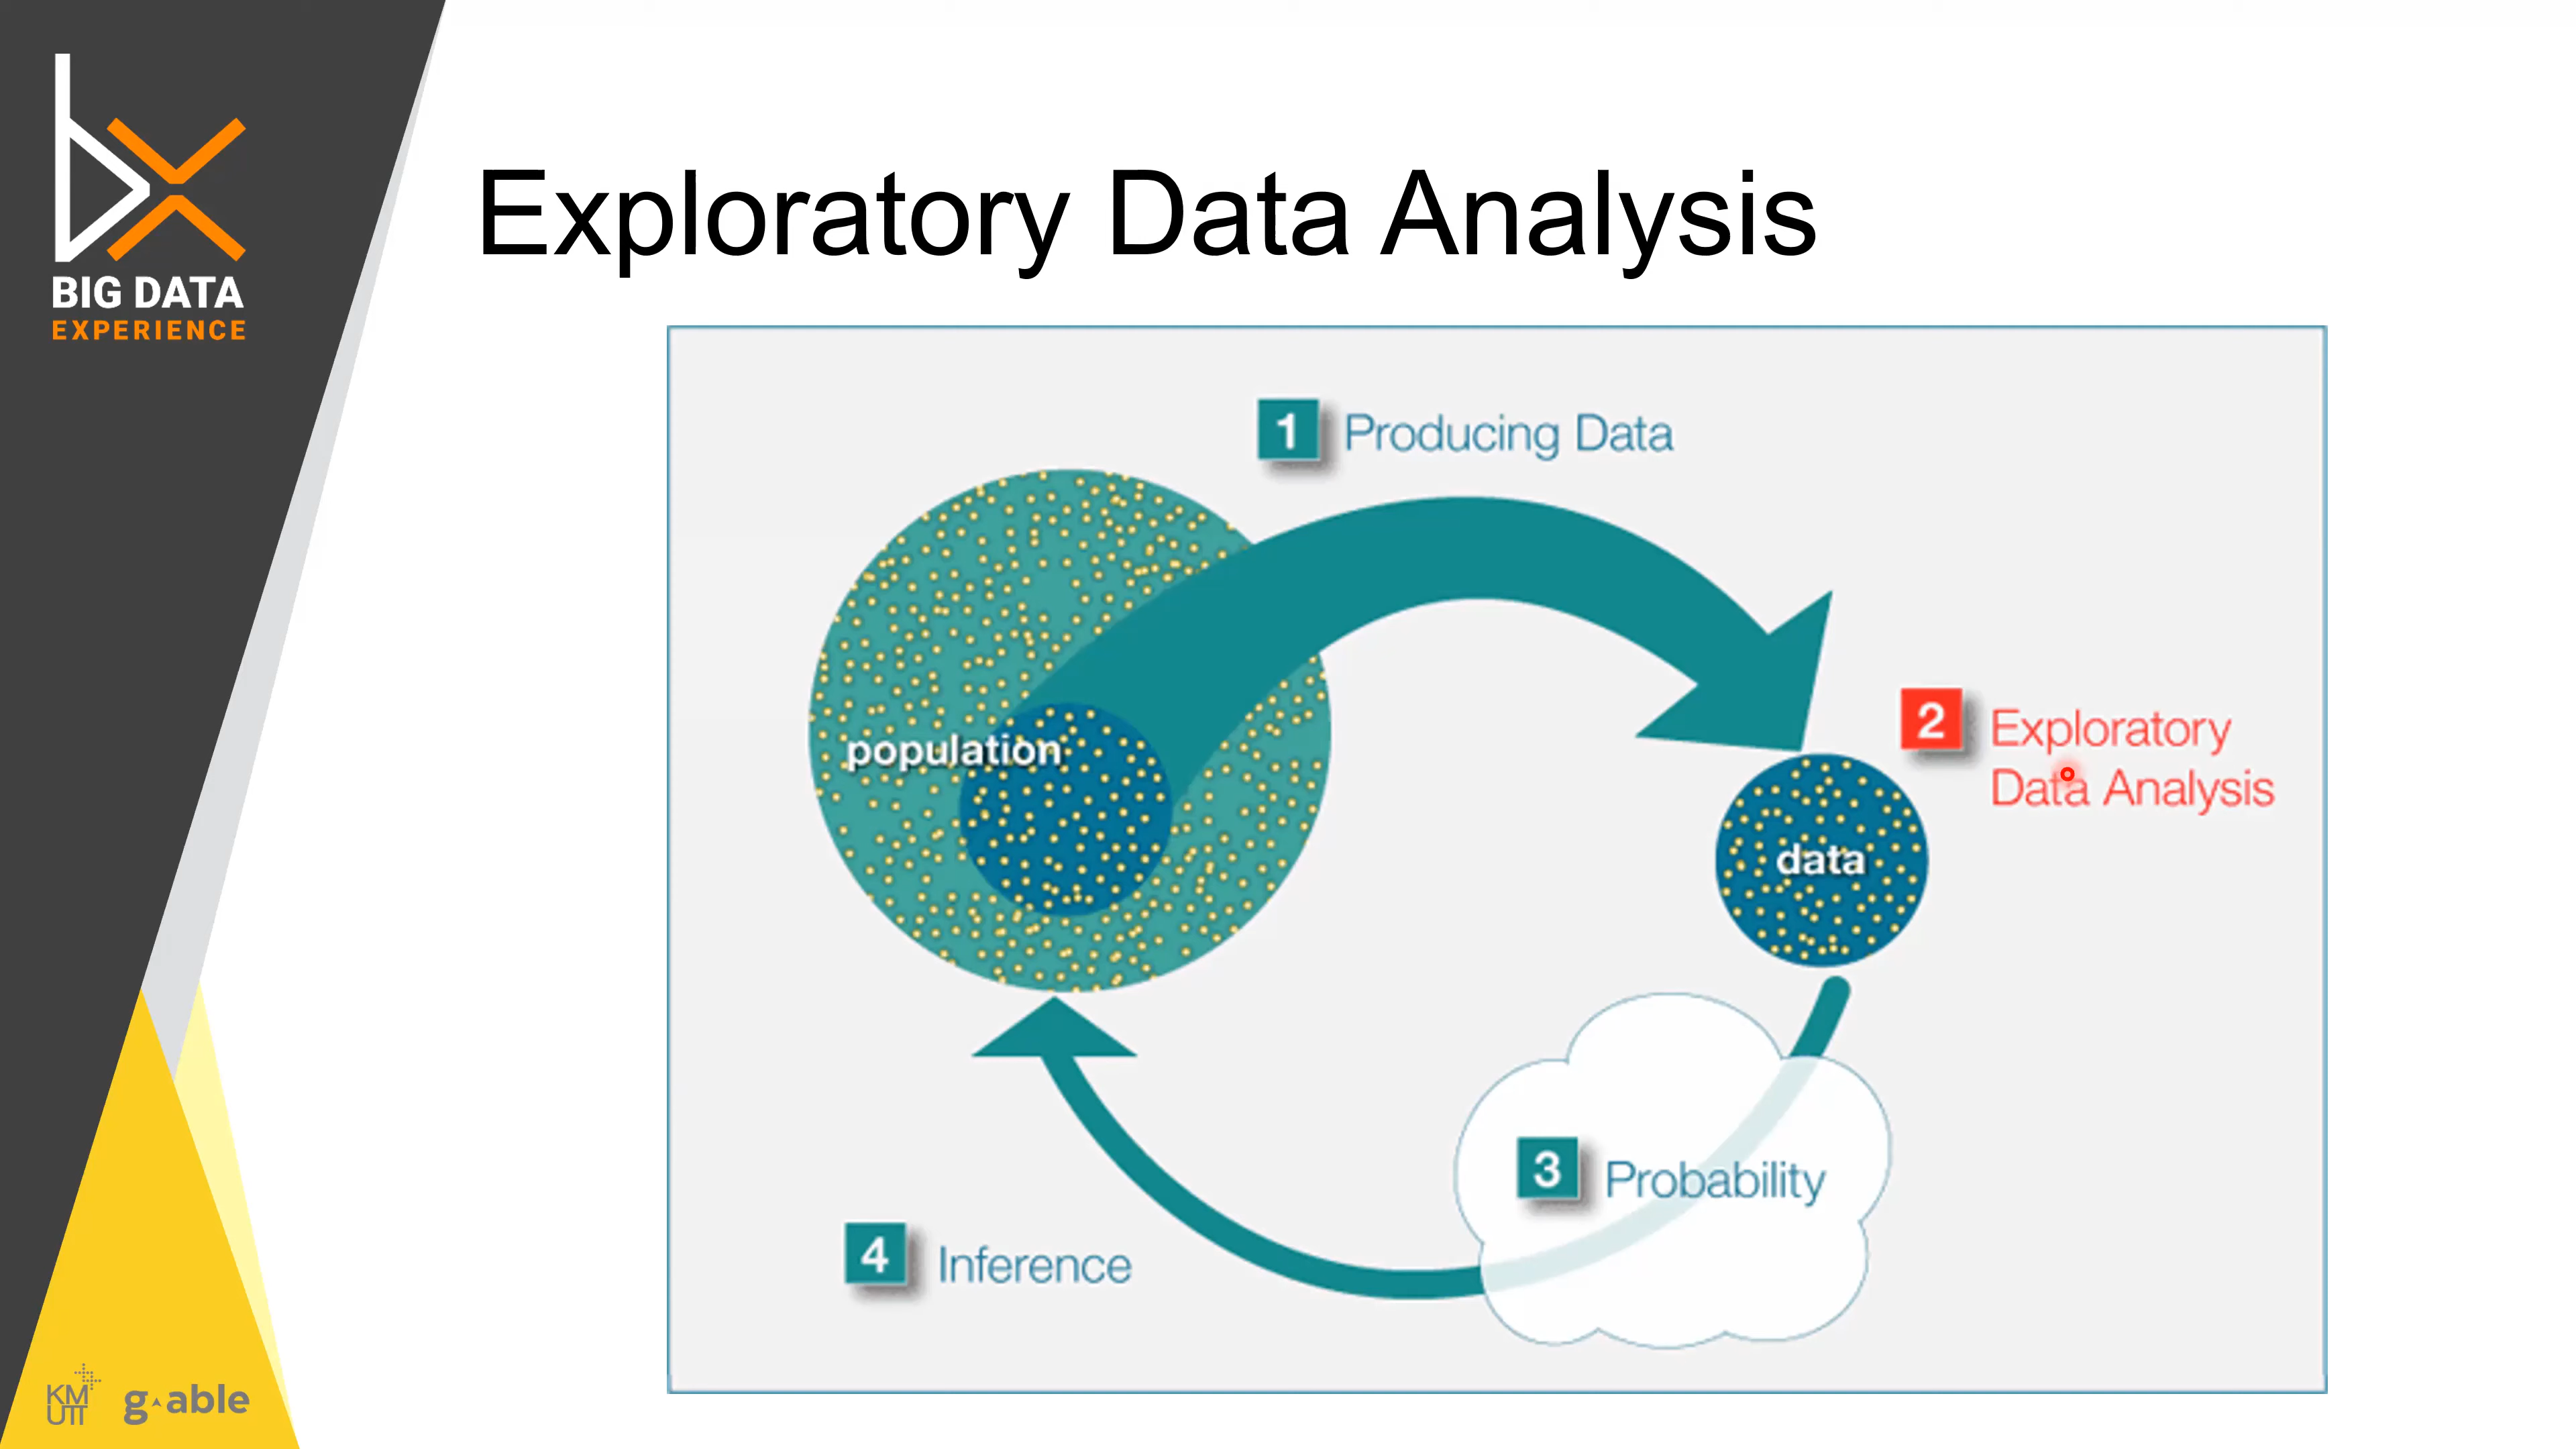 BIG DATA
EXPERIENCE
Exploratory Data Analysis
1 Producing Data
population
2 Exploratory
Data Analysis
data
3 Probability
4 Inference
KM
UTT
g-able